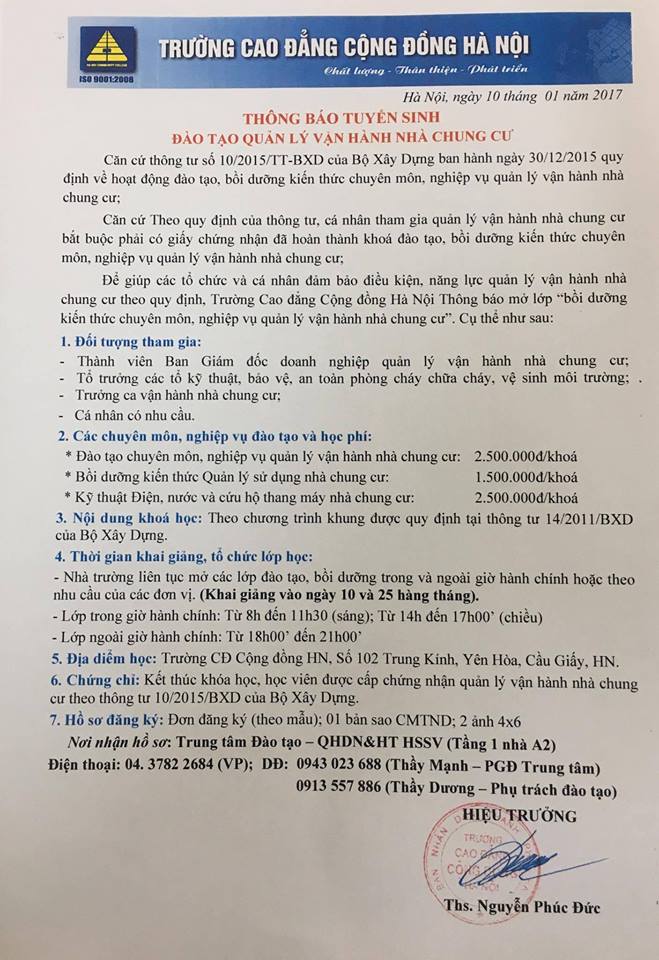 HA NOI COMMUNITY COLLEGE
ISO 9001:2008
TRƯỜNG CAO ĐẲNG CỘNG ĐỒNG HÀ NỘI
Chất lượng - Thân thiện - Phát triển
Hà Nội, ngày 10 tháng 01 năm 2017
THÔNG BÁO TUYỂN SINH
ĐÀO TẠO QUẢN LÝ VẬN HÀNH NHÀ CHUNG CƯ
Căn cứ thông tư số 10/2015/TT-BXD của Bộ Xây Dựng ban hành ngày 30/12/2015 quy
định về hoạt động đào tạo, bồi dưỡng kiến thức chuyên môn, nghiệp vụ quản lý vận hành nhà
chung cư;
Căn cứ Theo quy định của thông tư, cá nhân tham gia quản lý vận hành nhà chung cư
bắt buộc phải có giấy chứng nhận đã hoàn thành khoá đào tạo, bồi dưỡng kiến thức chuyên
môn, nghiệp vụ quản lý vận hành nhà chung cư;
Để giúp các tổ chức và cá nhân đảm bảo điều kiện, năng lực quản lý vận hành nhà
chung cư theo quy định, Trường Cao đẳng Cộng đồng Hà Nội Thông báo mở lớp “bồi dưỡng
kiến thức chuyên môn, nghiệp vụ quản lý vận hành nhà chung cư”. Cụ thể như sau:
1. Đối tượng tham gia:
- Thành viên Ban Giám đốc doanh nghiệp quản lý vận hành nhà chung cư;
- Tổ trưởng các tổ kỹ thuật, bảo vệ, an toàn phòng cháy chữa cháy, vệ sinh môi trường; .
- Trưởng ca vận hành nhà chung cư;
- Cá nhân có nhu cầu.
2. Các chuyên môn, nghiệp vụ đào tạo và học phí:
* Đào tạo chuyên môn, nghiệp vụ quản lý vận hành nhà chung cư: 2.500.000đ/khoá
* Bồi dưỡng kiến thức Quản lý sử dụng nhà chung cư: 1.500.000đ/khoá
* Kỹ thuật Điện, nước và cứu hộ thang máy nhà chung cư: 2.500.000đ/khoá
3. Nội dung khoá học: Theo chương trình khung được quy định tại thông tư 14/2011/BXD
của Bộ Xây Dựng.
4. Thời gian khai giảng, tổ chức lớp học:
- Nhà trường liên tục mở các lớp đào tạo, bồi dưỡng trong và ngoài giờ hành chính hoặc theo
nhu cầu của các đơn vị. (Khai giảng vào ngày 10 và 25 hàng tháng).
- Lớp trong giờ hành chính: Từ 8h đến 11h30 (sáng); Từ 14h đến 17h00’ (chiều)
- Lớp ngoài giờ hành chính: Từ 18h00’ đến 21h00’
5. Địa điểm học: Trường CĐ Cộng đồng HN, Số 102 Trung Kính, Yên Hòa, Cầu Giấy, HN.
6. Chứng chỉ: Kết thúc khóa học, học viên được cấp chứng nhận quản lý vận hành nhà chung
cư theo thông tư 10/2015/BXD của Bộ Xây Dựng.
7. Hồ sơ đăng ký: Đơn đăng ký (theo mẫu); 01 bản sao CMTND; 2 ảnh 4x6
Nơi nhận hồ sơ: Trung tâm Đào tạo – QHDN&HT HSSV (Tầng 1 nhà A2)
Điện thoại: 04. 3782 2684 (VP); DĐ: 0943 023 688 (Thầy Mạnh – PGĐ Trung tâm)
0913 557 886 (Thầy Dương – Phụ trách đào tạo)
HIỆU TRƯỞNG
TRƯỜNG
CAO ĐẲNG
CỘNG ĐỒNG
HÀ NỘI
Ths. Nguyễn Phúc Đức